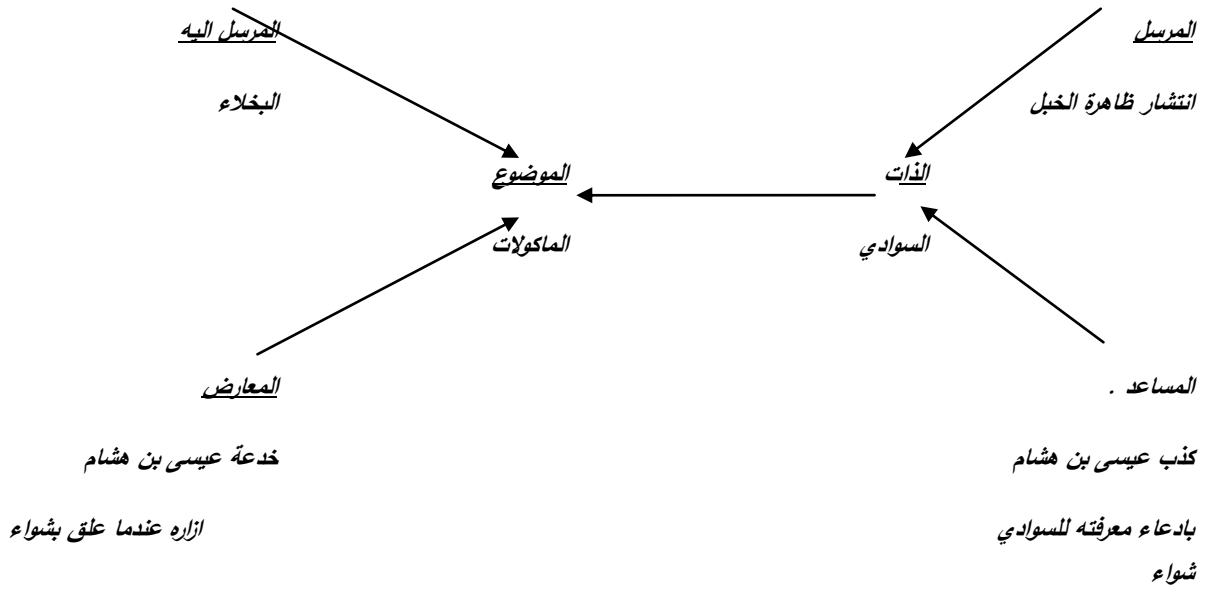 المرسل
المرسل اليه
انتشار ظاهرة الخبل
البخلاء
الذات
الموضوع
السوادي
الماكولات
المساعد .
المعارض
كذب عيسى بن هشام
خدعة عيسى بن هشام
بادعاء معرفته للسوادي
ازاره عندما علق بشواء
شواء